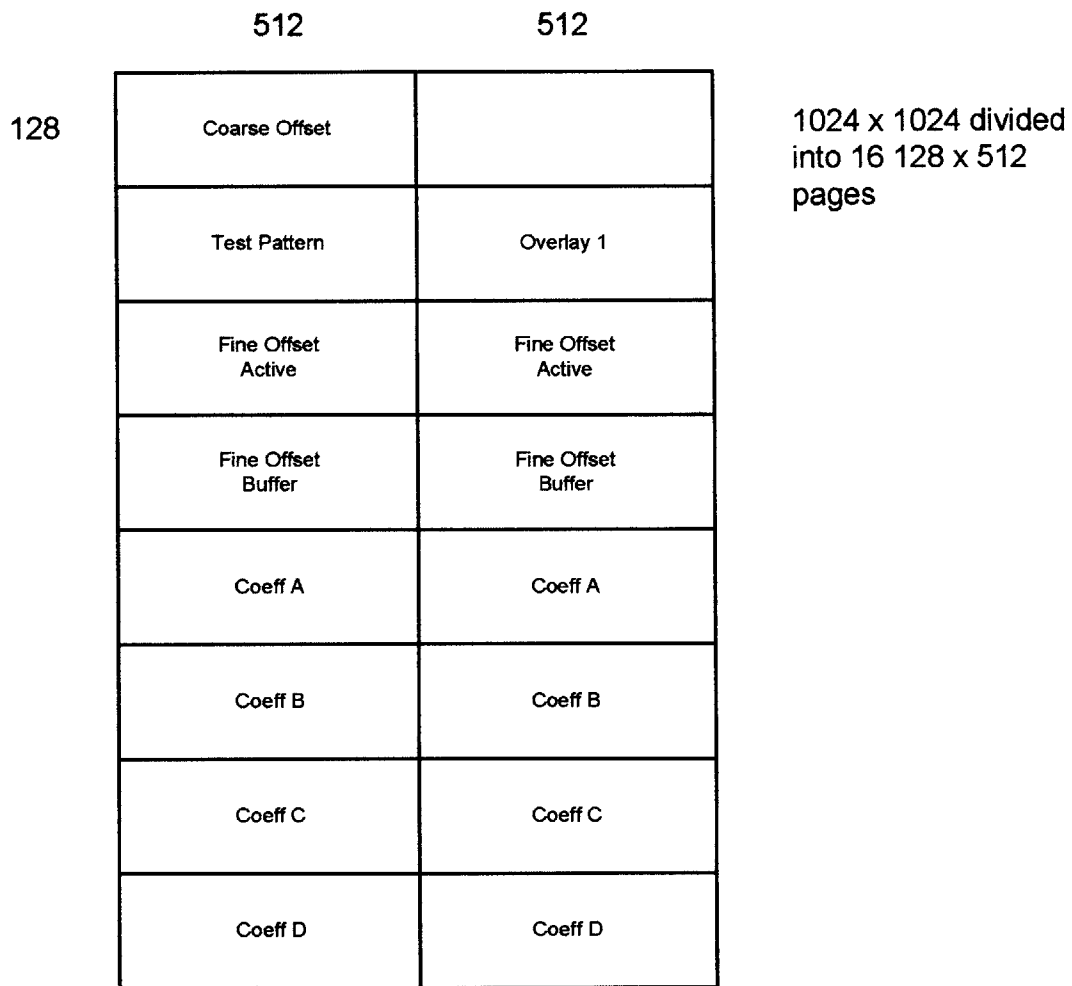 512 512
128
Coarse Offset
1024 x 1024 divided
into 16 128 x 512
pages
Test Pattern
Overlay 1
Fine Offset
Active
Fine Offset
Active
Fine Offset
Buffer
Fine Offset
Buffer
Coeff A
Coeff A
Coeff B
Coeff B
Coeff C
Coeff C
Coeff D
Coeff D